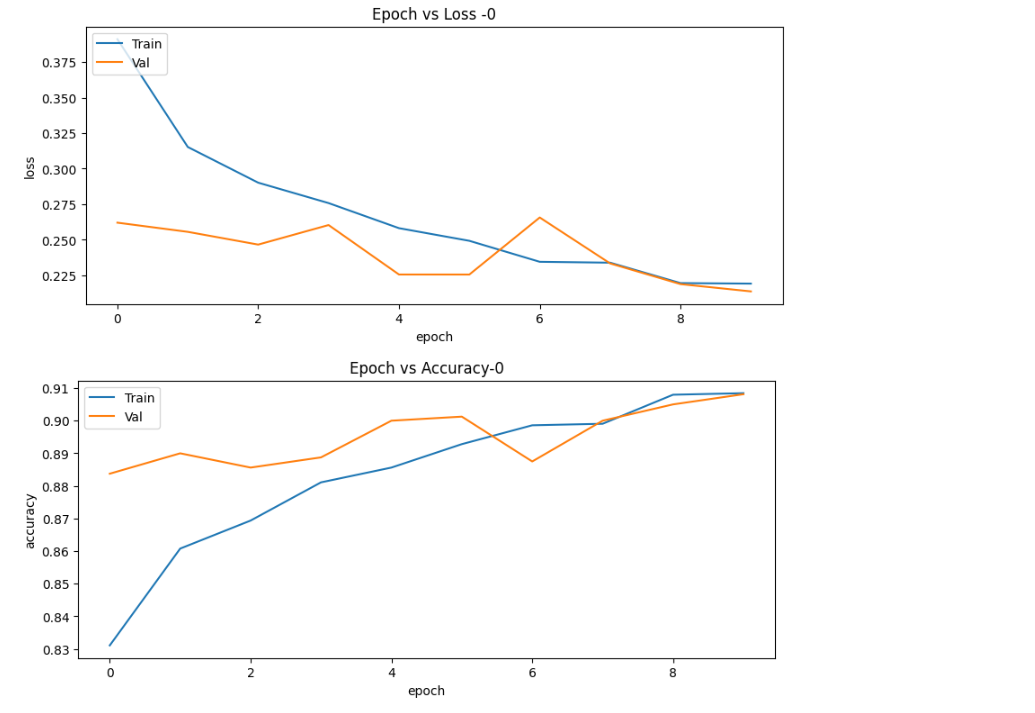 Epoch vs Loss -0
Train
Val
0.375
0.350
0.325
0.300
0.275
0.250
0.225
loss
0 2 4 6 8
epoch
Epoch vs Accuracy-0
Train
Val
0.91
0.90
0.89
0.88
0.87
0.86
0.85
0.84
0.83
accuracy
0 2 4 6 8
epoch